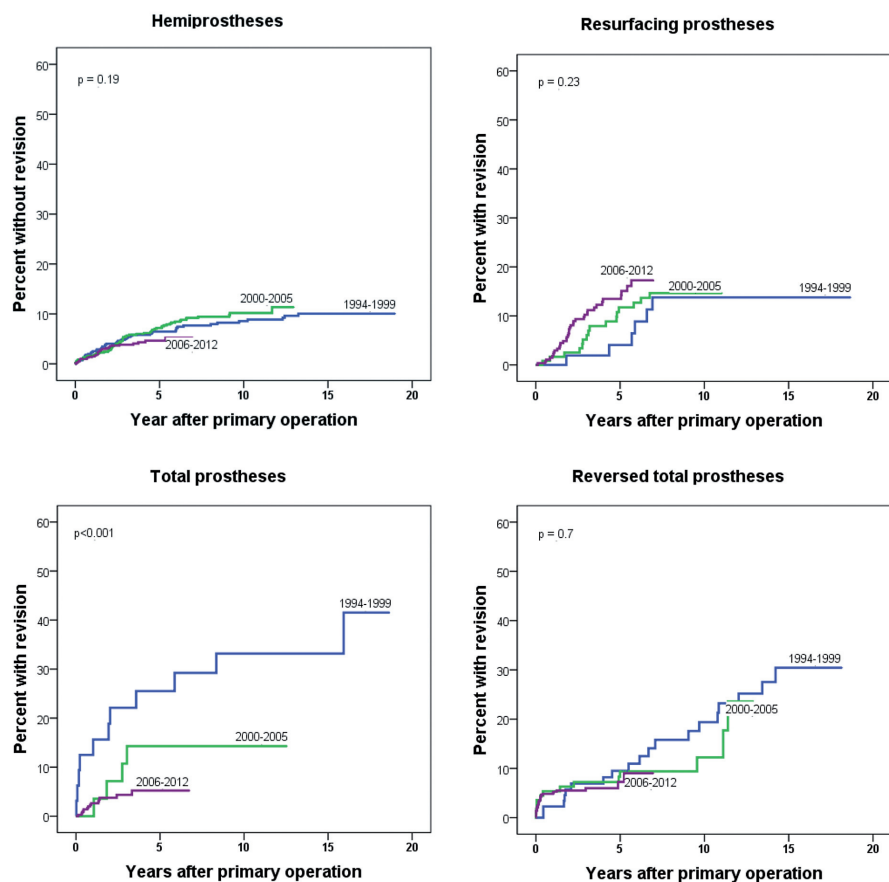 Hemiprostheses
Percent without revision
60
50
40
30
20
10
0
p = 0.19
2000-2005
1994-1999
2006-2012
0 5 10 15 20
Year after primary operation
Resurfacing prostheses
Percent with revision
60
50
40
30
20
10
0
p = 0.23
2006-2012
2000-2005
1994-1999
0 5 10 15 20
Years after primary operation
Total prostheses
Percent with revision
60
50
40
30
20
10
0
p<0.001
1994-1999
2000-2005
2006-2012
0 5 10 15 20
Years after primary operation
Reversed total prostheses
Percent with revision
60
50
40
30
20
10
0
p = 0.7
1994-1999
2000-2005
2006-2012
0 5 10 15 20
Years after primary operation